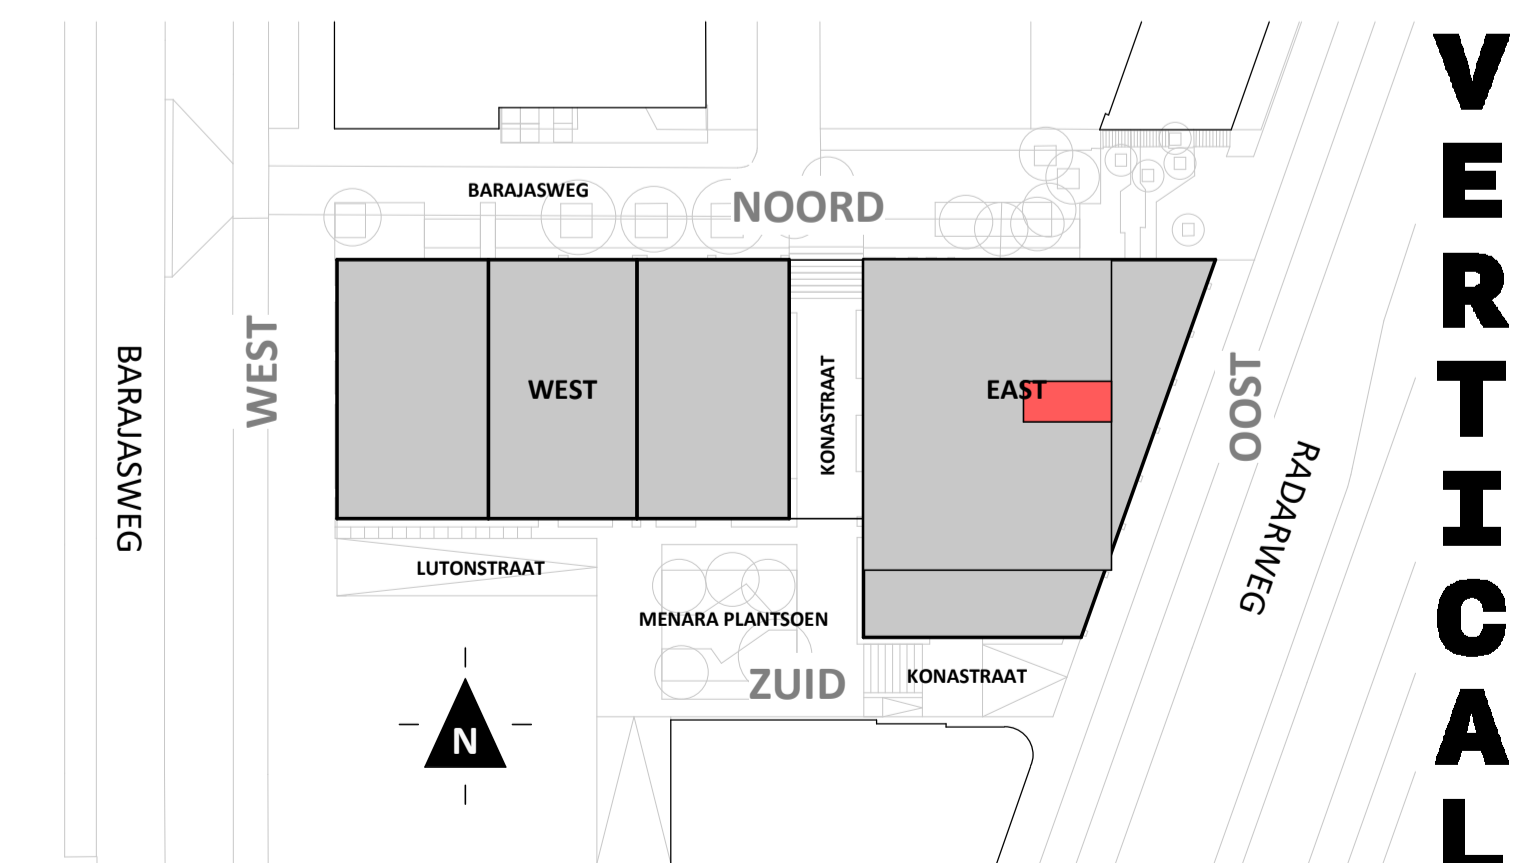 BARAJASWEG
NOORD
WEST
BARAJASWEG
WEST
KONASTRAAT
EAST
OOST
RADARWEG
LUTONSTRAAT
MENARA PLANTSOEN
ZUID
KONASTRAAT
N
VERTICAL